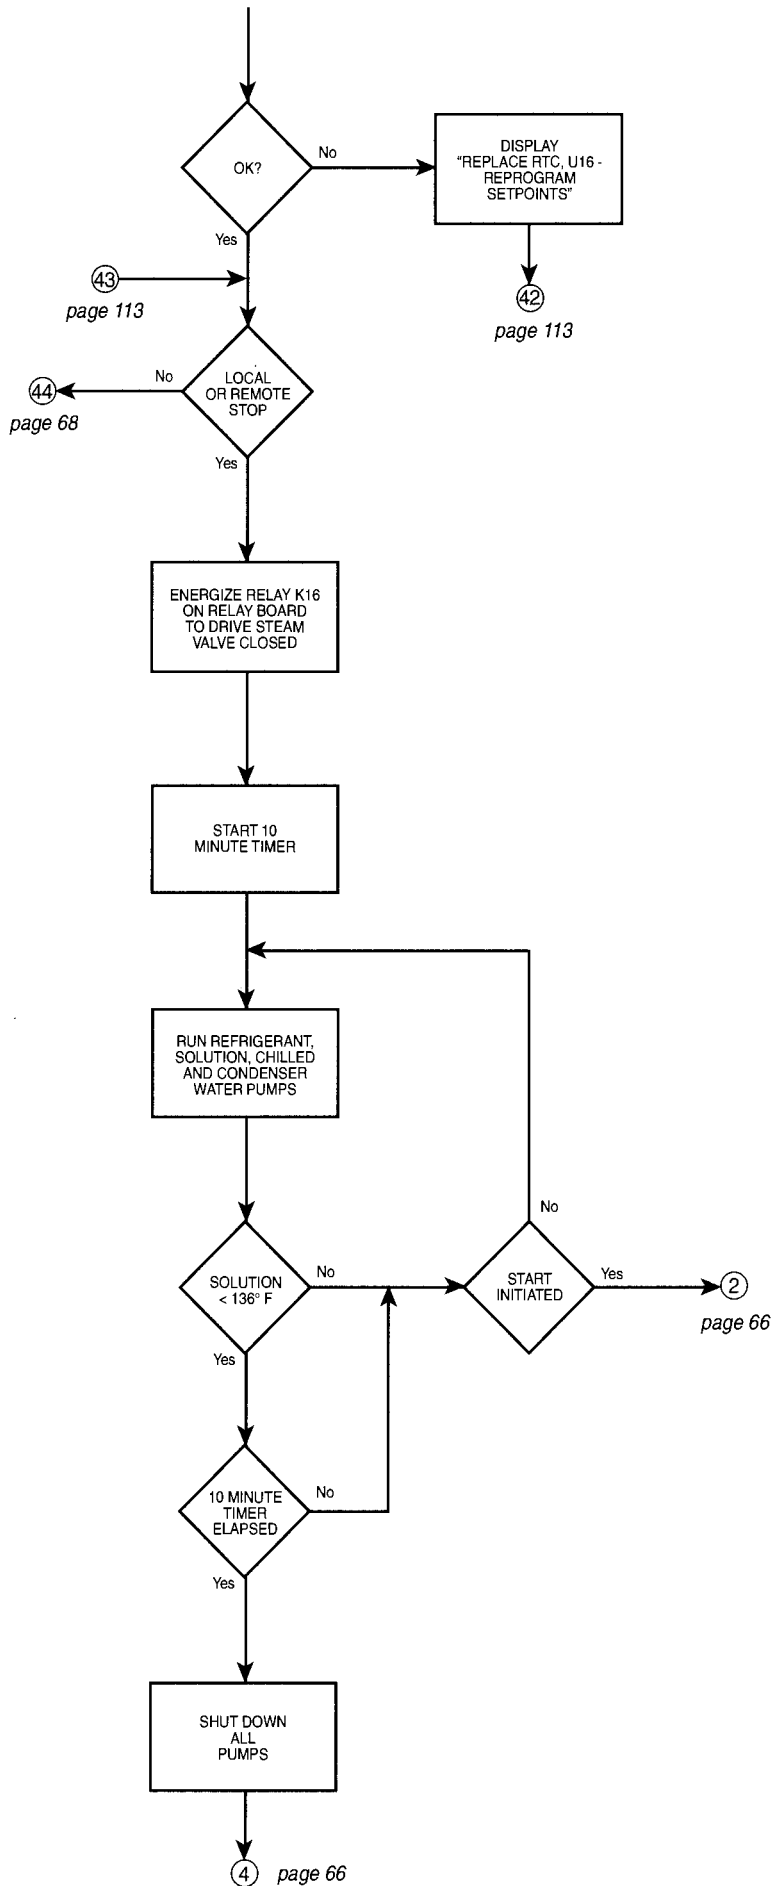 OK?
No
DISPLAY
"REPLACE RTC, U16 -
REPROGRAM
SETPOINTS"
Yes
43
page 113
42
page 113
No
LOCAL
OR REMOTE
STOP
44
page 68
Yes
ENERGIZE RELAY K16
ON RELAY BOARD
TO DRIVE STEAM
VALVE CLOSED
START 10
MINUTE TIMER
RUN REFRIGERANT,
SOLUTION, CHILLED
AND CONDENSER
WATER PUMPS
No
SOLUTION
< 136° F
No
START
INITIATED
Yes
2
page 66
Yes
10 MINUTE
TIMER
ELAPSED
No
Yes
SHUT DOWN
ALL
PUMPS
4 page 66